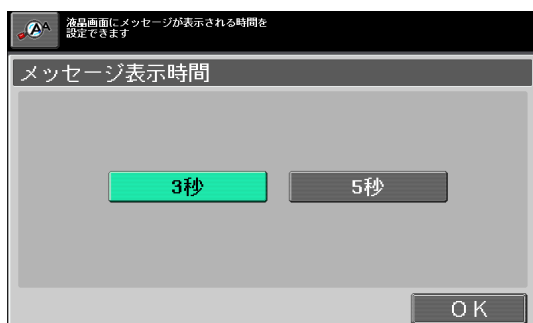 液晶画面にメッセージが表示される時間を
設定できます
メッセージ表示時間
3秒 5秒
OK